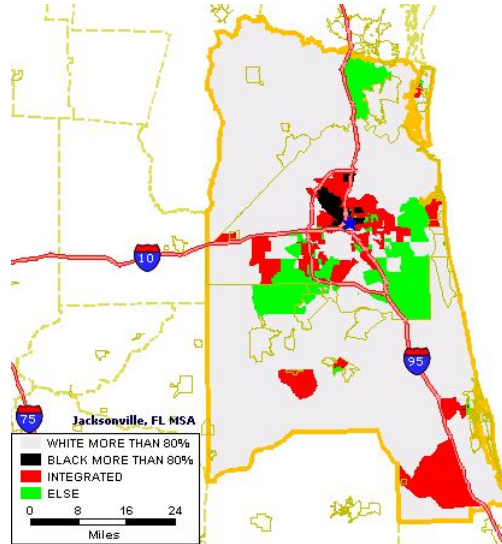 10
95
75
Jacksonville, FL MSA
WHITE MORE THAN 80%
BLACK MORE THAN 80%
INTEGRATED
ELSE
0 8 16 24
Miles